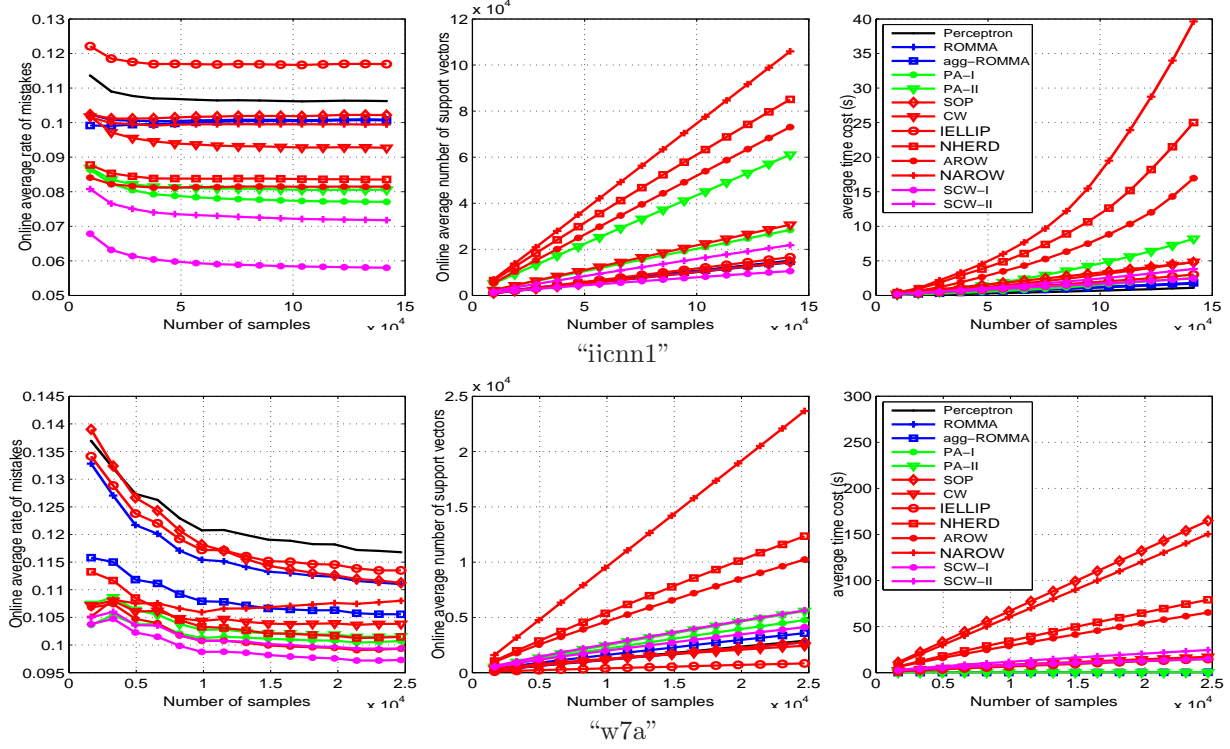 0.13
0.12
0.11
0.1
0.09
0.08
0.07
0.06
0.05
0
5
10
15
x 10^4
Number of samples
Online average rate of mistakes
12
x 10^4
10
8
6
4
2
0
0
5
10
15
x 10^4
Number of samples
Online average number of support vectors
40
35
30
25
20
15
10
5
0
0
5
10
15
x 10^4
Number of samples
average time cost (s)
Perceptron
ROMMA
agg-ROMMA
PA-I
PA-II
SOP
CW
IELLIP
NHERD
AROW
NAROW
SCW-I
SCW-II
“iicnn1”
0.145
0.14
0.135
0.13
0.125
0.12
0.115
0.11
0.105
0.1
0.095
0
0.5
1
1.5
2
2.5
x 10^4
Number of samples
Online average rate of mistakes
2.5
x 10^4
2
1.5
1
0.5
0
0
0.5
1
1.5
2
2.5
x 10^4
Number of samples
Online average number of support vectors
300
250
200
150
100
50
0
0
0.5
1
1.5
2
2.5
x 10^4
Number of samples
average time cost (s)
Perceptron
ROMMA
agg-ROMMA
PA-I
PA-II
SOP
CW
IELLIP
NHERD
AROW
NAROW
SCW-I
SCW-II
“w7a”